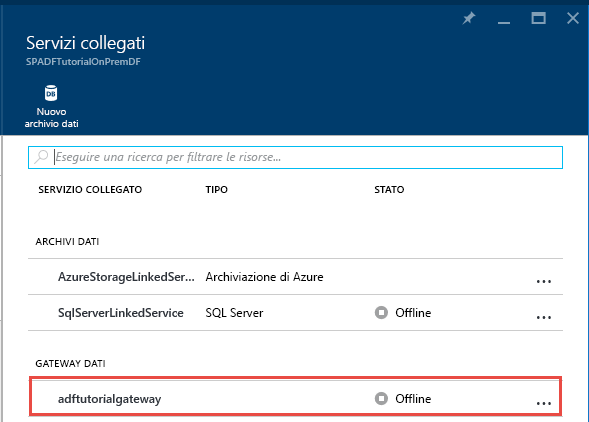 Servizi collegati
SPADFTutorialOnPremDF
DB
Nuovo
archivio dati
Eseguire una ricerca per filtrare le risorse...
SERVIZIO COLLEGATO TIPO STATO
ARCHIVI DATI
AzureStorageLinkedSer... Archiviazione di Azure ...
SqlServerLinkedService SQL Server Offline ...
GATEWAY DATI
adftutorialgateway Offline ...